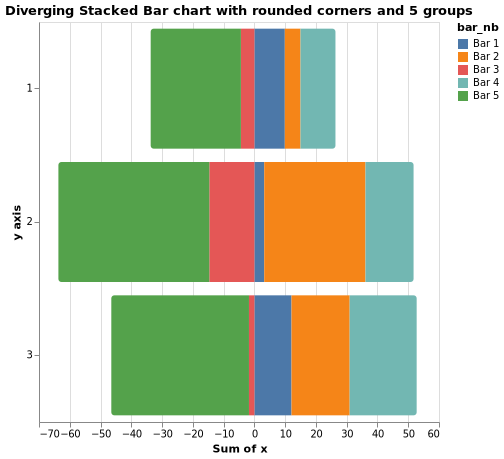 Diverging Stacked Bar chart with rounded corners and 5 groups
bar_nb
Bar 1
Bar 2
Bar 3
Bar 4
Bar 5
y axis
1
2
3
−70 −60 −50 −40 −30 −20 −10 0 10 20 30 40 50 60
Sum of x